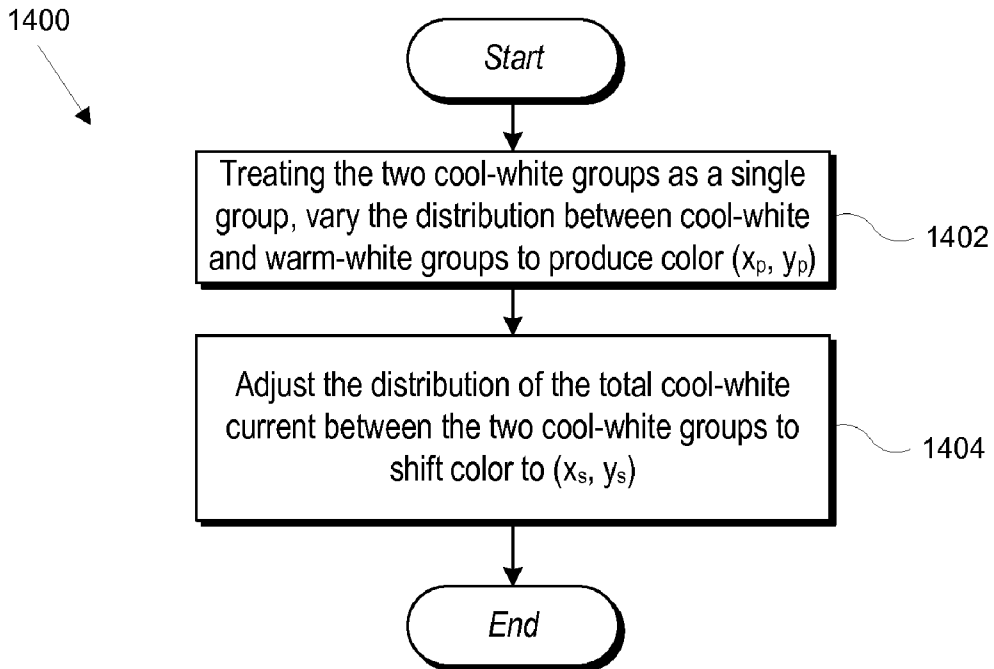 1400
Start
Treating the two cool-white groups as a single
group, vary the distribution between cool-white
and warm-white groups to produce color (xₚ, yₚ)
1402
Adjust the distribution of the total cool-white
current between the two cool-white groups to
shift color to (xₛ, yₛ)
1404
End